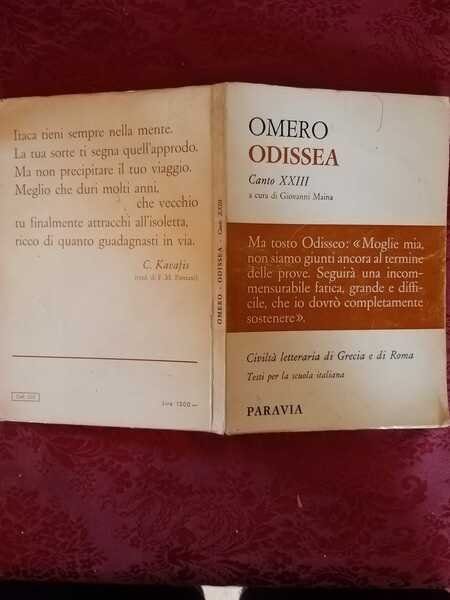 Itaca tieni sempre nella mente.
La tua sorte ti segna quell'approdo.
Ma non precipitare il tuo viaggio.
Meglio che duri molti anni,
che vecchio
tu finalmente attracchi all'isoletta,
ricco di quanto guadagnasti in via.
C. Kavafis
(trad. di F. M. Pontani)
Lire 1200—
OMERO - ODISSEA - Canto XXIII
OMERO
ODISSEA
Canto XXIII
a cura di Giovanni Maina
Ma tosto Odisseo: «Moglie mia,
non siamo giunti ancora al termine
delle prove. Seguirà una incom-
mensurabile fatica, grande e diffi-
cile, che io dovrò completamente
sostenere».
Civiltà letteraria di Grecia e di Roma
Testi per la scuola italiana
PARAVIA